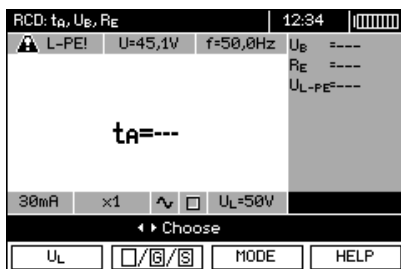 RCD: tA, UB, RE 12:34
L-PE! U=45,1V f=50,0Hz
UB =---
RE =---
UL-PE=---
tA=---
30mA x1 UL=50V
Choose
UL □/G/S MODE HELP